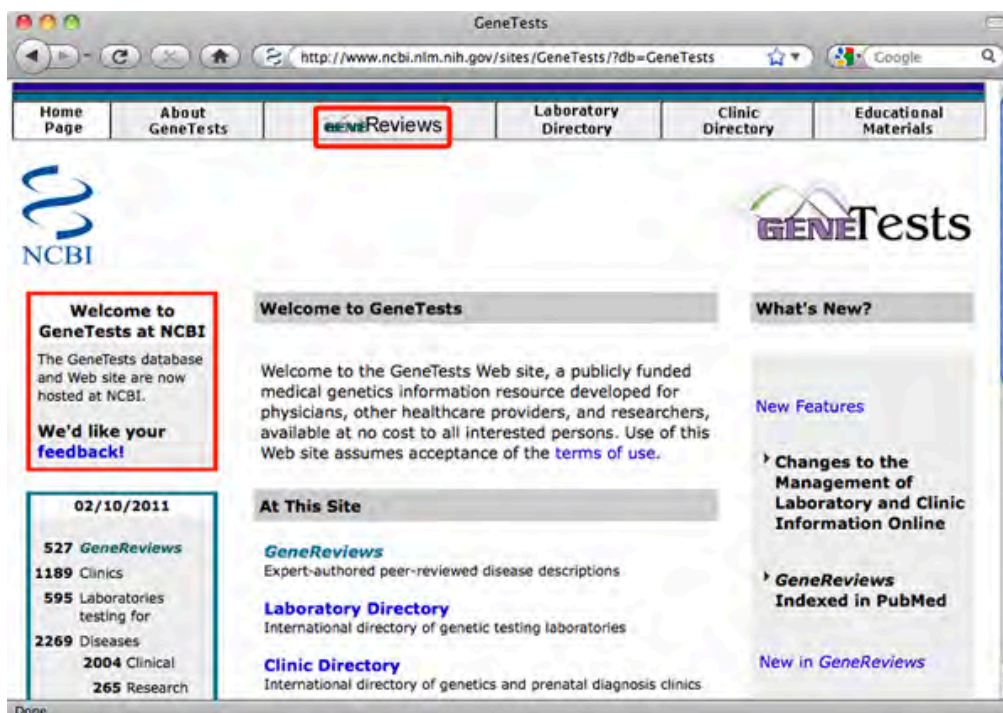 GeneTests
http://www.ncbi.nlm.nih.gov/sites/GeneTests/?db=GeneTests
Google
Home Page
About GeneTests
GENEReviews
Laboratory Directory
Clinic Directory
Educational Materials
NCBI
GENETests
Welcome to
GeneTests at NCBI
The GeneTests database
and Web site are now
hosted at NCBI.
We'd like your
feedback!
02/10/2011
527 GeneReviews
1189 Clinics
595 Laboratories
testing for
2269 Diseases
2004 Clinical
265 Research
Welcome to GeneTests
Welcome to the GeneTests Web site, a publicly funded
medical genetics information resource developed for
physicians, other healthcare providers, and researchers,
available at no cost to all interested persons. Use of this
Web site assumes acceptance of the terms of use.
At This Site
GeneReviews
Expert-authored peer-reviewed disease descriptions
Laboratory Directory
International directory of genetic testing laboratories
Clinic Directory
International directory of genetics and prenatal diagnosis clinics
What's New?
New Features
Changes to the
Management of
Laboratory and Clinic
Information Online
GeneReviews
Indexed in PubMed
New in GeneReviews
Done